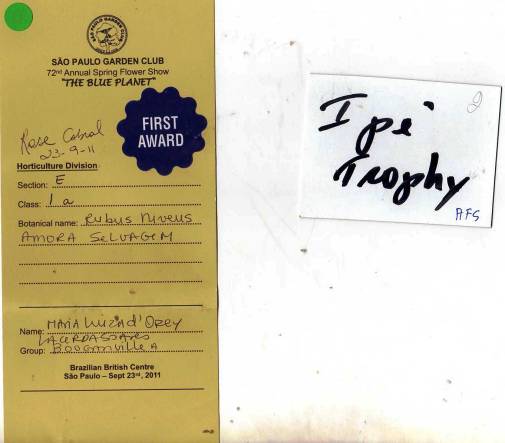 SÃO PAULO GARDEN CLUB
SÃO PAULO GARDEN CLUB
72nd Annual Spring Flower Show
"THE BLUE PLANET"
FIRST
AWARD
Rose Cabral
23-9-11
Horticulture Division
Section: E
Class: 1 a
Botanical name: Rubus Niveus
AMORA SELVAGEM
Name: MARIA LUIZA d'OREY
LACERDA SOARES
Group: BOUGAINVILLEA
Brazilian British Centre
São Paulo – Sept 23rd, 2011
Ipê
Trophy
AFS